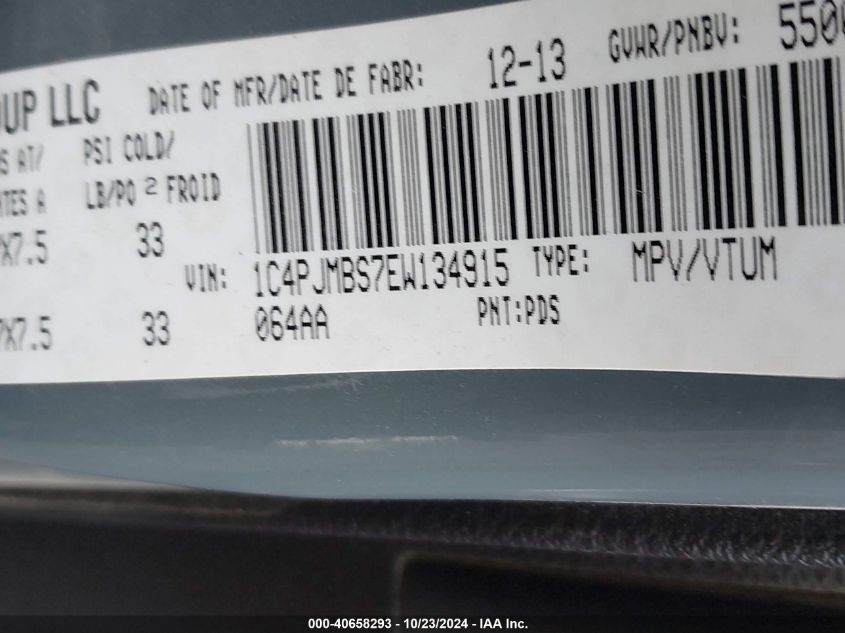 OUP LLC DATE OF MFR/DATE DE FABR: 12-13 GVWR/PNBV: 550
AT/ PSI COLD/
A LB/PO 2 FROID
X7.5 33
VIN: 1C4PJMBS7EW134915 TYPE: MPV/VTUM
X7.5 33 064AA PNT:PDS
000-40658293 - 10/23/2024 - IAA Inc.